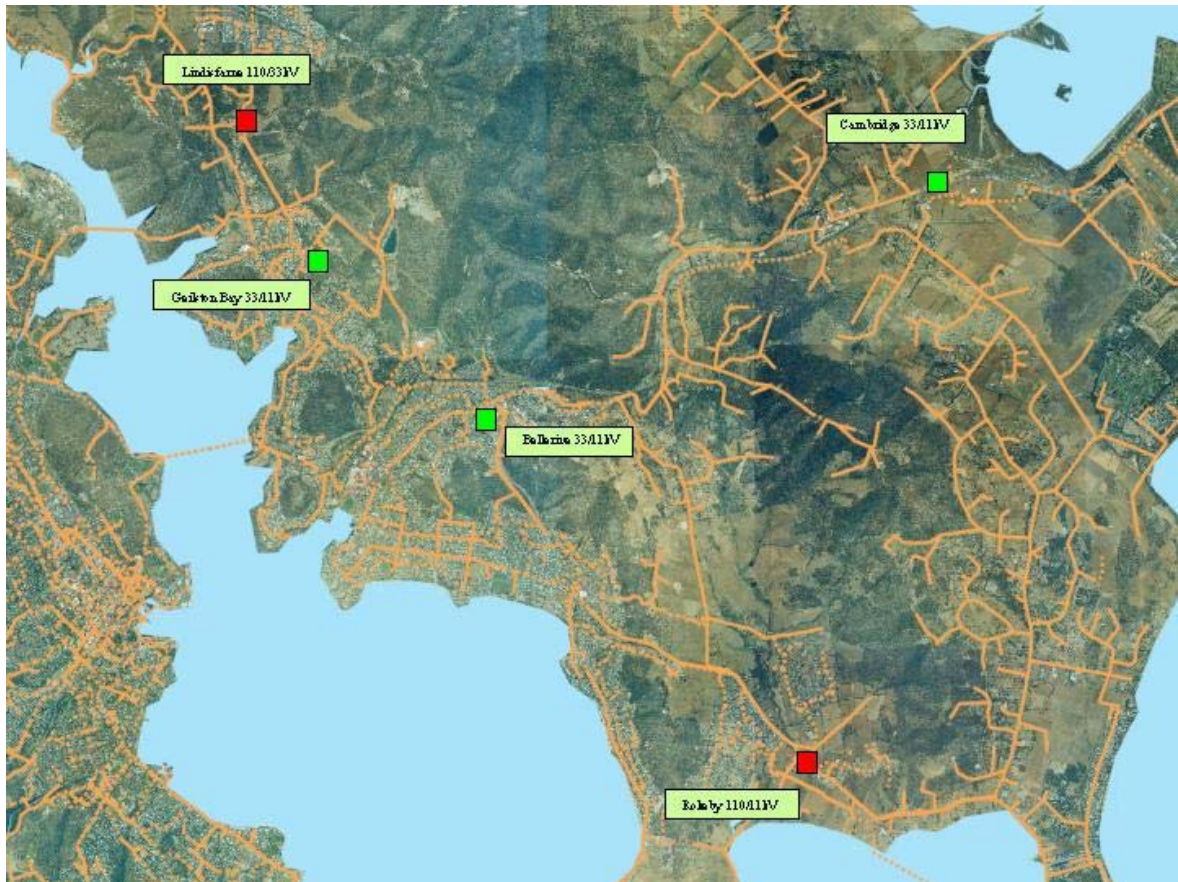 Lindisfarne 110/33kV
Cambridge 33/11kV
Geilston Bay 33/11kV
Bellerive 33/11kV
Rokeby 110/11kV